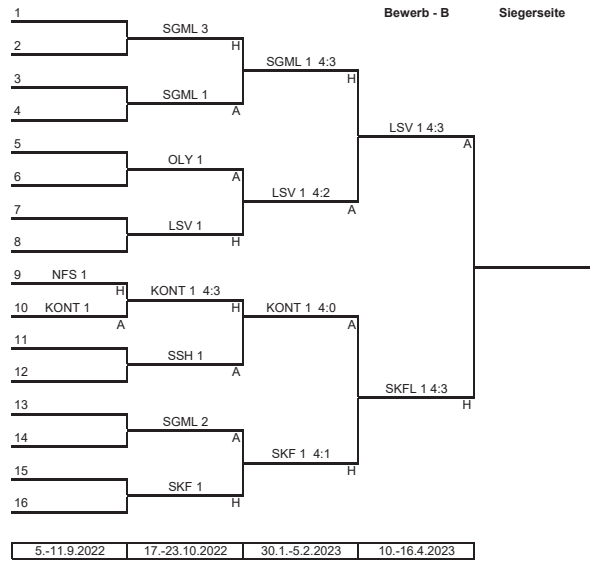 1 Bewerb - B Siegerseite
SGML 3
2 H
SGML 1 4:3
3 H
SGML 1
4 A
LSV 1 4:3
5 A
OLY 1
6 A
LSV 1 4:2
7 A
LSV 1
8 H
9 NFS 1
H KONT 1 4:3
10 KONT 1 H KONT 1 4:0
A A
11
SSH 1
12 A
SKFL 1 4:3
13 H
SGML 2
14 A
SKF 1 4:1
15 H
SKF 1
16 H
5.-11.9.2022 17.-23.10.2022 30.1.-5.2.2023 10.-16.4.2023